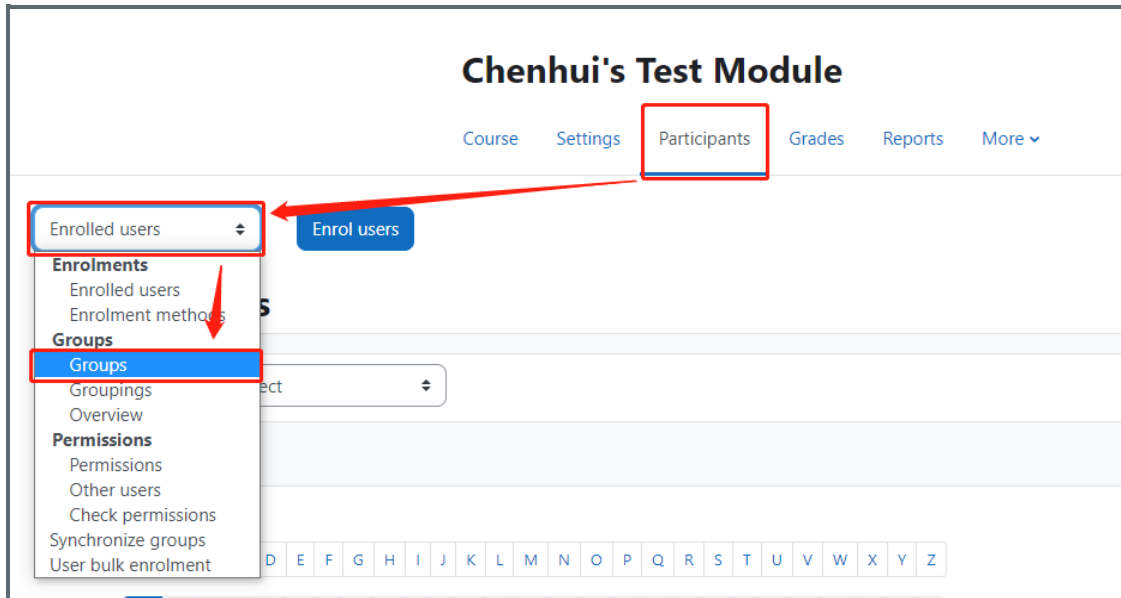 Chenhui's Test Module
Course Settings Participants Grades Reports More
Enrolled users Enrol users
Enrolments
Enrolled users
Enrolment methods
Groups
Groups
Groupings
Overview
Permissions
Permissions
Other users
Check permissions
Synchronize groups
User bulk enrolment
D E F G H I J K L M N O P Q R S T U V W X Y Z